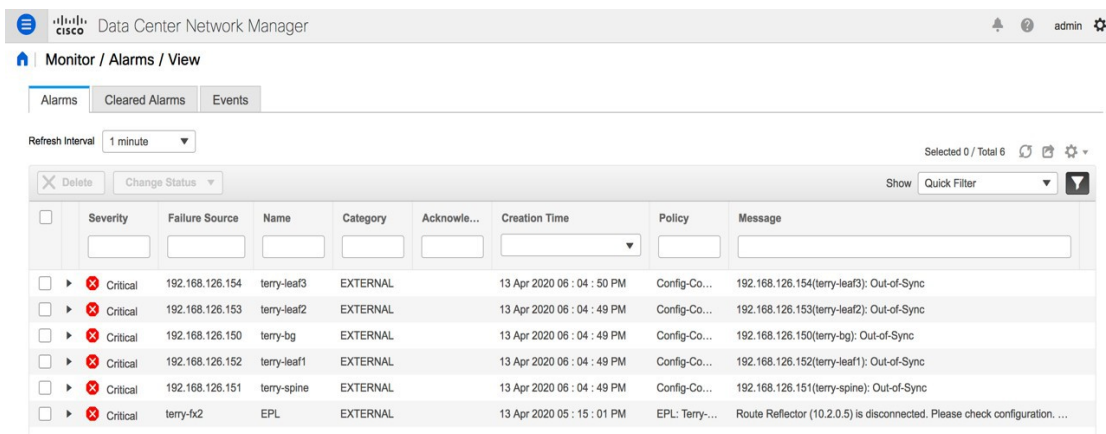 cisco Data Center Network Manager admin
Monitor / Alarms / View
Alarms Cleared Alarms Events
Refresh Interval 1 minute
Selected 0 / Total 6
Delete Change Status Show Quick Filter
Severity Failure Source Name Category Acknowle... Creation Time Policy Message
Critical 192.168.126.154 terry-leaf3 EXTERNAL 13 Apr 2020 06 : 04 : 50 PM Config-Co... 192.168.126.154(terry-leaf3): Out-of-Sync
Critical 192.168.126.153 terry-leaf2 EXTERNAL 13 Apr 2020 06 : 04 : 49 PM Config-Co... 192.168.126.153(terry-leaf2): Out-of-Sync
Critical 192.168.126.150 terry-bg EXTERNAL 13 Apr 2020 06 : 04 : 49 PM Config-Co... 192.168.126.150(terry-bg): Out-of-Sync
Critical 192.168.126.152 terry-leaf1 EXTERNAL 13 Apr 2020 06 : 04 : 49 PM Config-Co... 192.168.126.152(terry-leaf1): Out-of-Sync
Critical 192.168.126.151 terry-spine EXTERNAL 13 Apr 2020 06 : 04 : 49 PM Config-Co... 192.168.126.151(terry-spine): Out-of-Sync
Critical terry-fx2 EPL EXTERNAL 13 Apr 2020 05 : 15 : 01 PM EPL: Terry-... Route Reflector (10.2.0.5) is disconnected. Please check configuration. ...